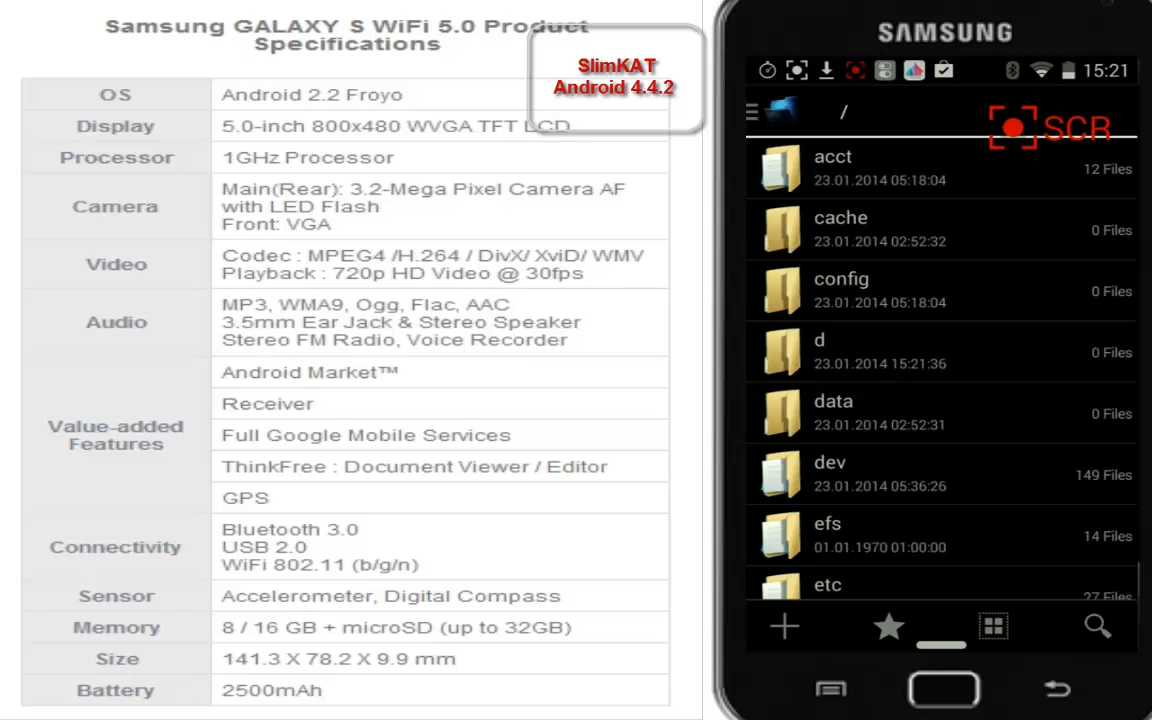 Samsung GALAXY S WiFi 5.0 Product
Specifications
SlimKAT
Android 4.4.2
OS Android 2.2 Froyo
Display 5.0-inch 800x480 WVGA TFT LCD
Processor 1GHz Processor
Camera
Main(Rear): 3.2-Mega Pixel Camera AF
with LED Flash
Front: VGA
Video
Codec : MPEG4 /H.264 / DivX/ XviD/ WMV
Playback : 720p HD Video @ 30fps
Audio
MP3, WMA9, Ogg, Flac, AAC
3.5mm Ear Jack & Stereo Speaker
Stereo FM Radio, Voice Recorder
Value-added
Features
Android Market™
Receiver
Full Google Mobile Services
ThinkFree : Document Viewer / Editor
GPS
Connectivity
Bluetooth 3.0
USB 2.0
WiFi 802.11 (b/g/n)
Sensor Accelerometer, Digital Compass
Memory 8 / 16 GB + microSD (up to 32GB)
Size 141.3 X 78.2 X 9.9 mm
Battery 2500mAh
SAMSUNG
15:21
/
SCR
acct
23.01.2014 05:18:04 12 Files
cache
23.01.2014 02:52:32 0 Files
config
23.01.2014 05:18:04 0 Files
d
23.01.2014 15:21:36 0 Files
data
23.01.2014 02:52:31 0 Files
dev
23.01.2014 05:36:26 149 Files
efs
01.01.1970 01:00:00 14 Files
etc
27 Files